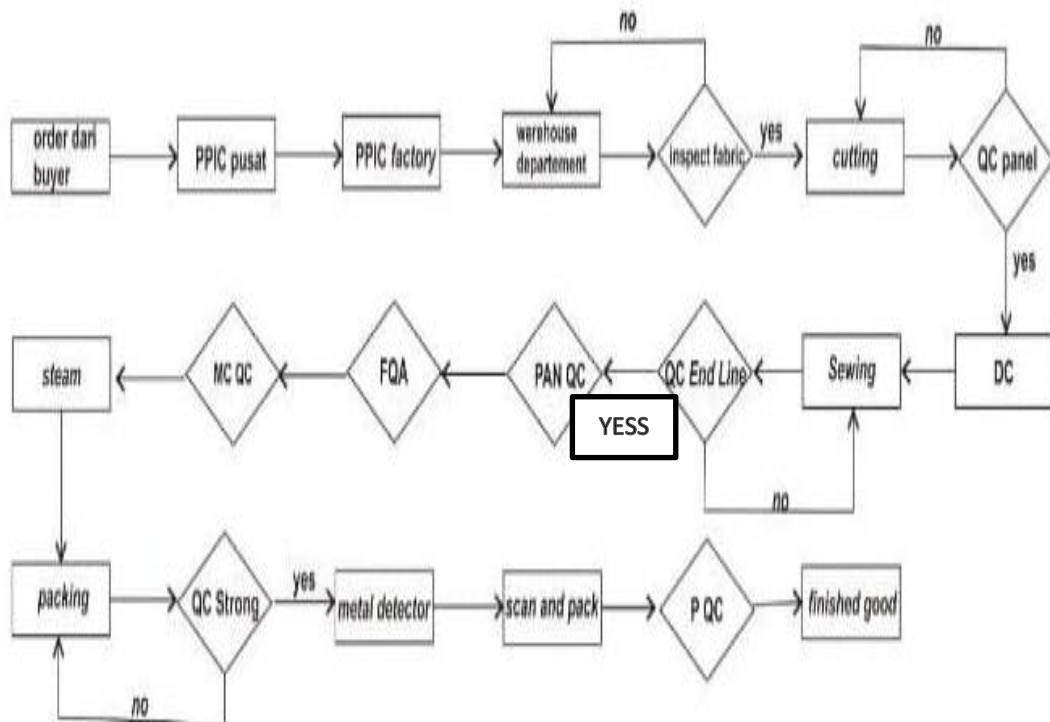 no
no
order dari
buyer
PPIC pusat
PPIC factory
warehouse
departement
inspect fabric
yes
cutting
QC panel
yes
steam
MC QC
FQA
PAN QC
QC End Line
Sewing
DC
YESS
no
packing
QC Strong
yes
metal detector
scan and pack
P QC
finished good
no